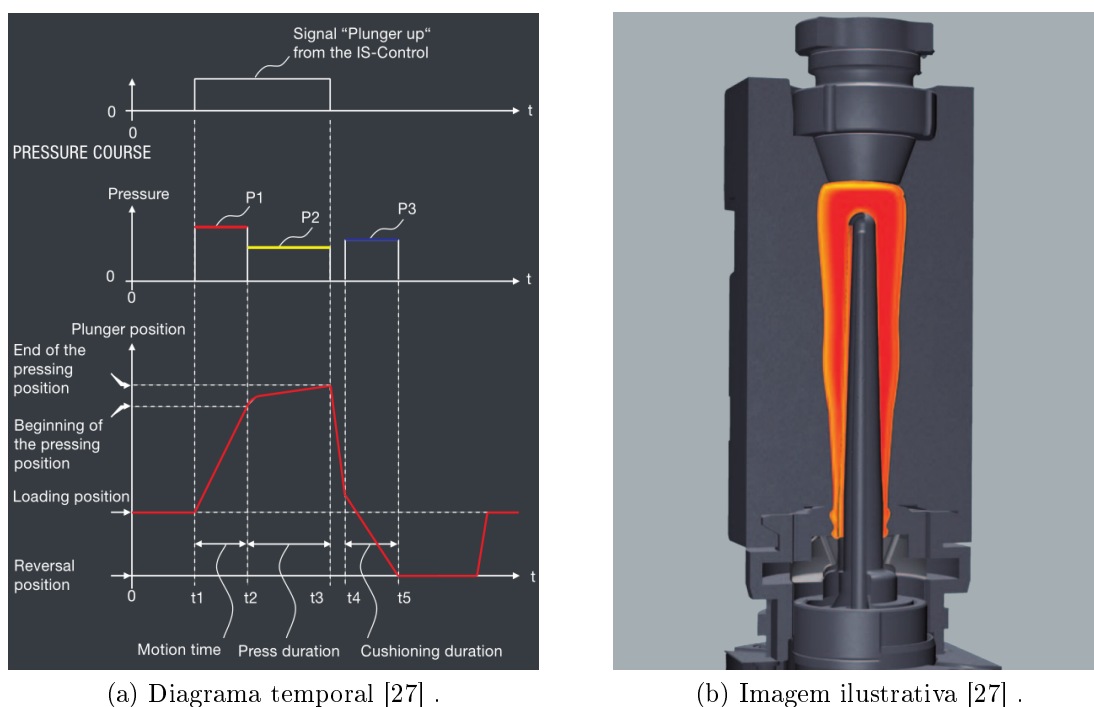 Signal “Plunger up“
from the IS-Control
0
t
0
PRESSURE COURSE
Pressure
P1
P2
P3
0
t
0
Plunger position
End of the
pressing
position
Beginning of
the pressing
position
Loading position
Reversal
position
t
0
t1
t2
t3
t4
t5
Motion time
Press duration
Cushioning duration
(a) Diagrama temporal [27] .
(b) Imagem ilustrativa [27] .